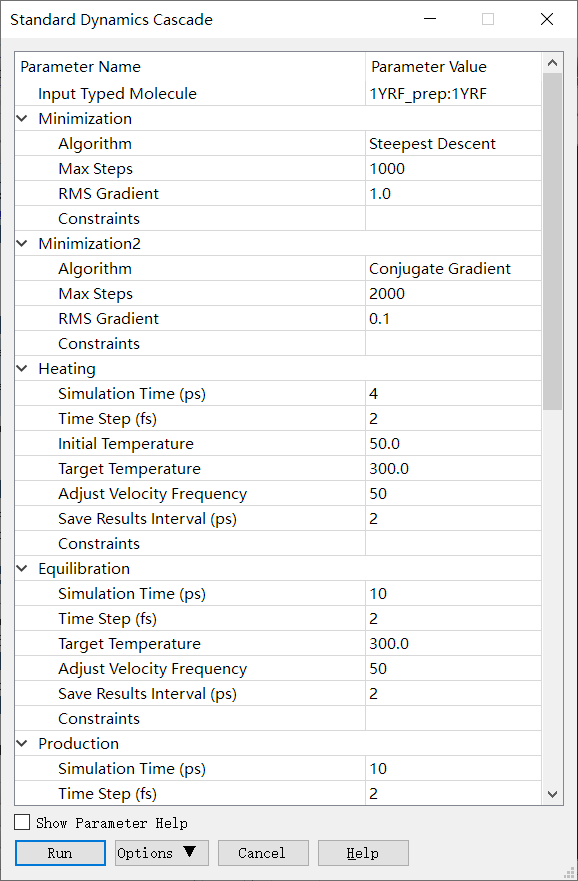 Standard Dynamics Cascade
Parameter Name Parameter Value
Input Typed Molecule 1YRF_prep:1YRF
Minimization
Algorithm Steepest Descent
Max Steps 1000
RMS Gradient 1.0
Constraints
Minimization2
Algorithm Conjugate Gradient
Max Steps 2000
RMS Gradient 0.1
Constraints
Heating
Simulation Time (ps) 4
Time Step (fs) 2
Initial Temperature 50.0
Target Temperature 300.0
Adjust Velocity Frequency 50
Save Results Interval (ps) 2
Constraints
Equilibration
Simulation Time (ps) 10
Time Step (fs) 2
Target Temperature 300.0
Adjust Velocity Frequency 50
Save Results Interval (ps) 2
Constraints
Production
Simulation Time (ps) 10
Time Step (fs) 2
Show Parameter Help
Run Options ▼ Cancel Help